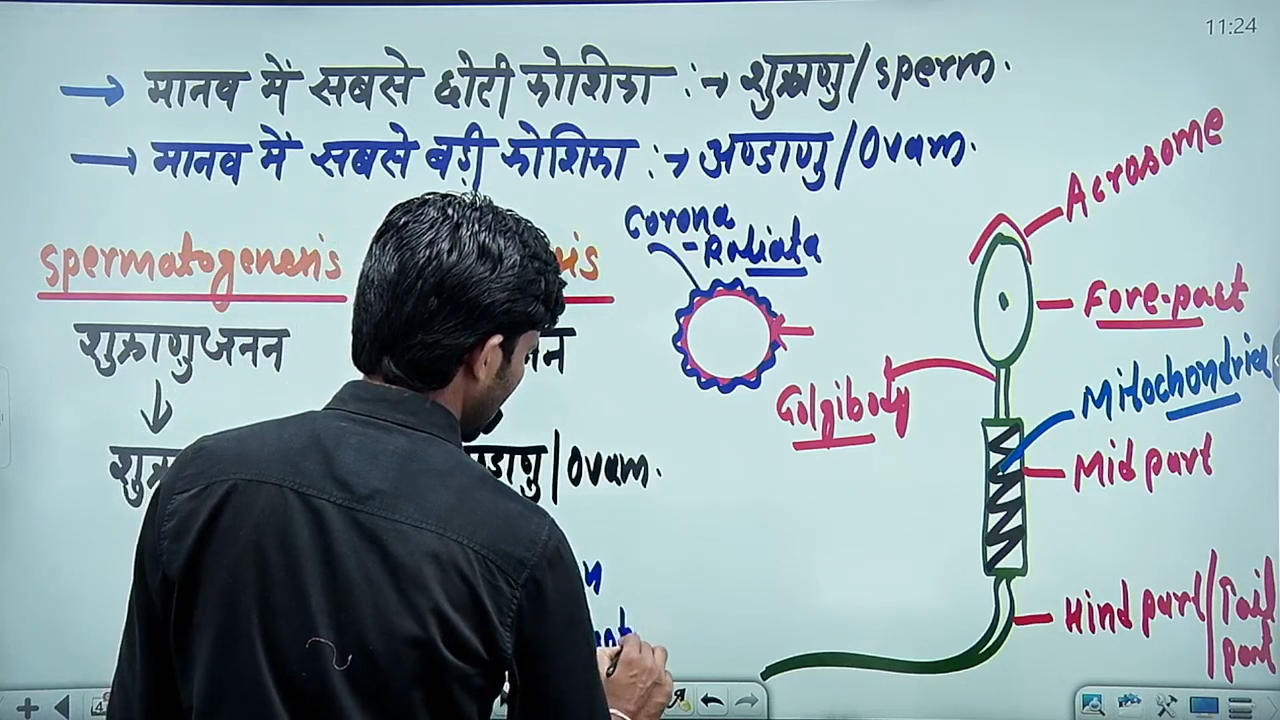 11:24
→ मानव में सबसे छोटी कोशिका :→ शुक्राणु/sperm.
→ मानव में सबसे बड़ी कोशिका :→ अण्डाणु/Ovam.
Spermatogenesis
शुक्राणुजनन
↓
/Ovam.
Corona
-Radiata
Acrosome
Fore-part
Golgibody
Mitochondria
Mid part
Hind part/Tail
part